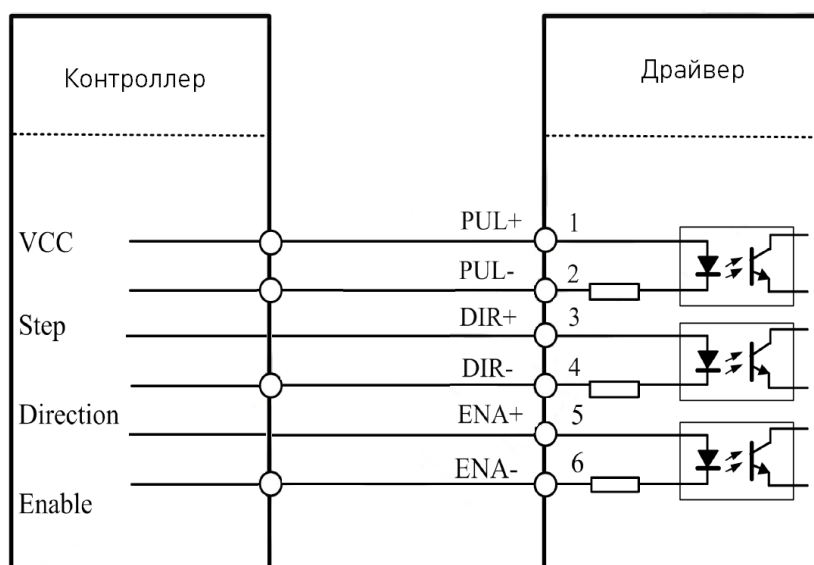 Контроллер
Драйвер
VCC
PUL+ 1
PUL- 2
Step
DIR+ 3
DIR- 4
Direction
ENA+ 5
ENA- 6
Enable